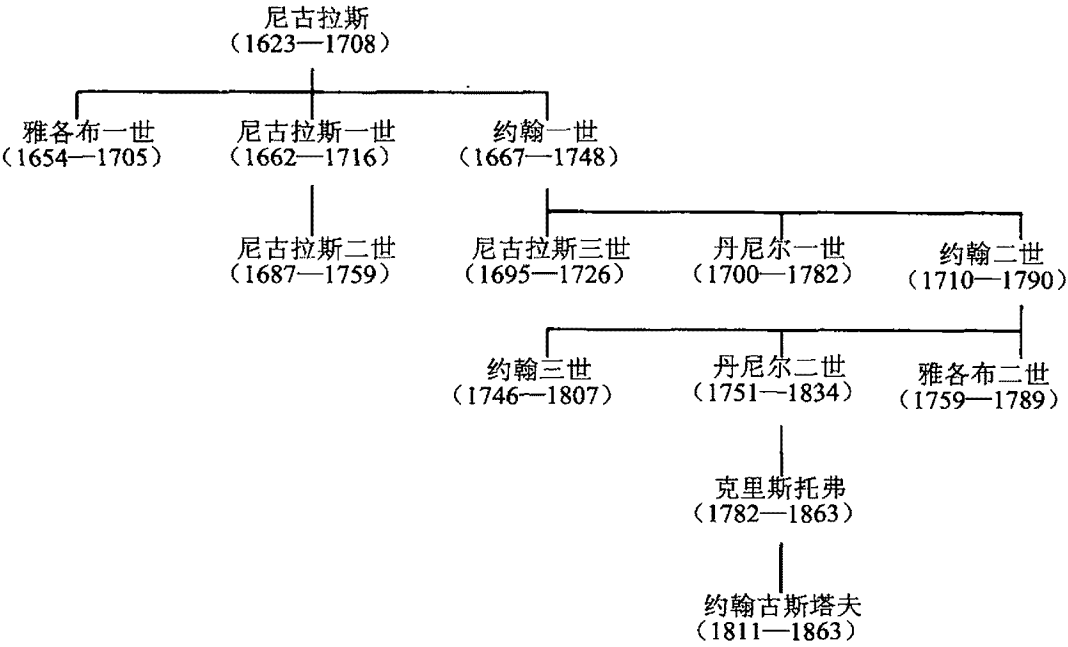 尼古拉斯
（1623—1708）
雅各布一世
（1654—1705）
尼古拉斯一世
（1662—1716）
约翰一世
（1667—1748）
尼古拉斯二世
（1687—1759）
尼古拉斯三世
（1695—1726）
丹尼尔一世
（1700—1782）
约翰二世
（1710—1790）
约翰三世
（1746—1807）
丹尼尔二世
（1751—1834）
雅各布二世
（1759—1789）
克里斯托弗
（1782—1863）
约翰古斯塔夫
（1811—1863）